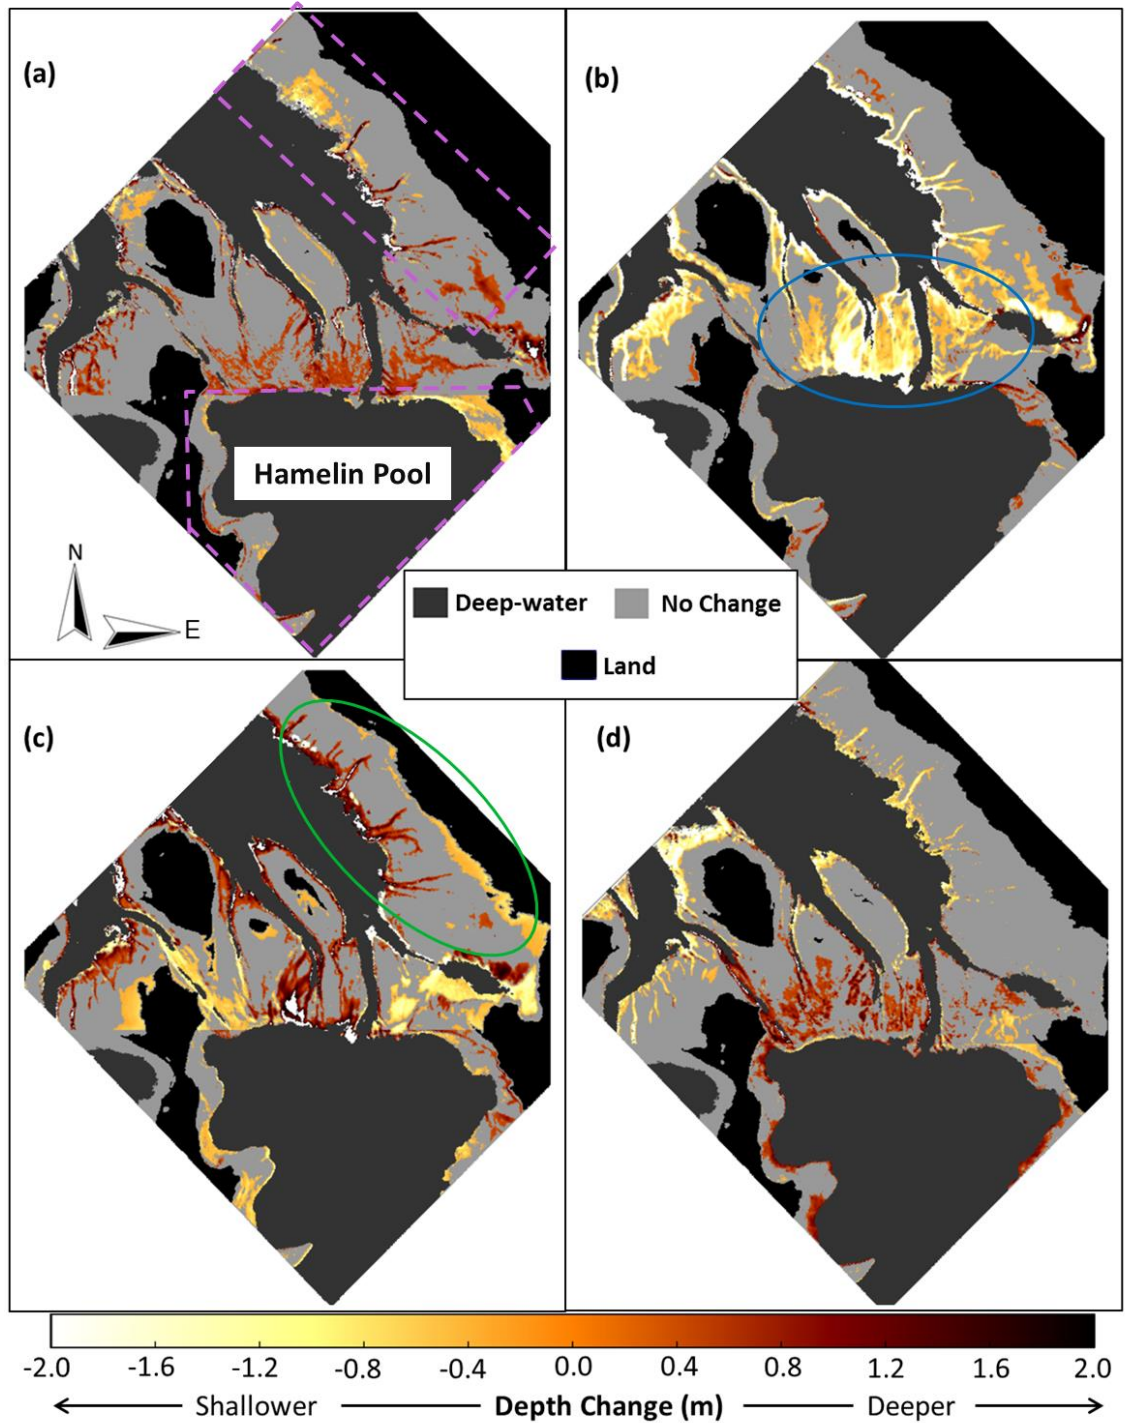 (a)
(b)
Hamelin Pool
N
E
Deep-water
No Change
Land
(c)
(d)
-2.0 -1.6 -1.2 -0.8 -0.4 0.0 0.4 0.8 1.2 1.6 2.0
Shallower Depth Change (m) Deeper